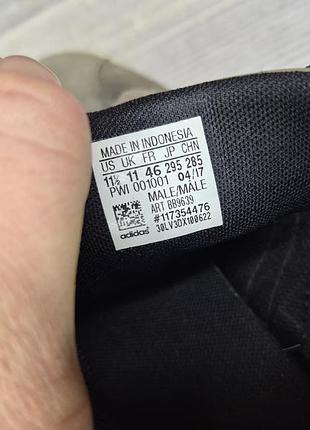 MADE IN INDONESIA
US UK FR JP CHN
11½ 11 46 295 285
PWI 001001 04/17
MALE/MALE
ART BB9639
#117354476
30LV3DX100622
adidas